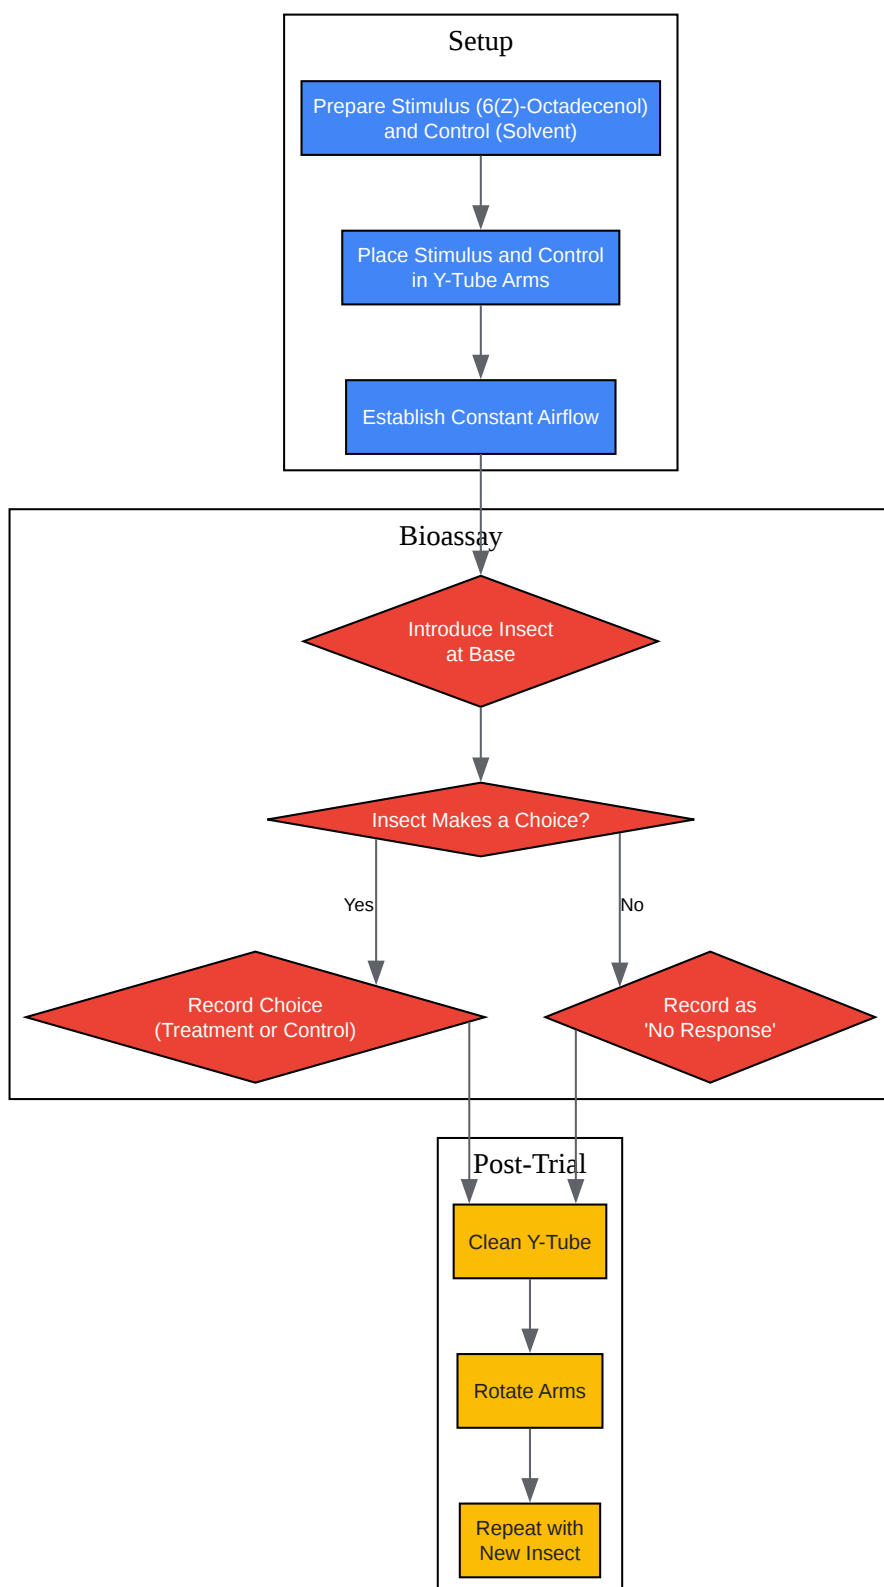 Setup
Prepare Stimulus (6(Z)-Octadecenol)
and Control (Solvent)
Place Stimulus and Control
in Y-Tube Arms
Establish Constant Airflow
Bioassay
Introduce Insect
at Base
Insect Makes a Choice?
Yes
No
Record Choice
(Treatment or Control)
Record as
'No Response'
Post-Trial
Clean Y-Tube
Rotate Arms
Repeat with
New Insect